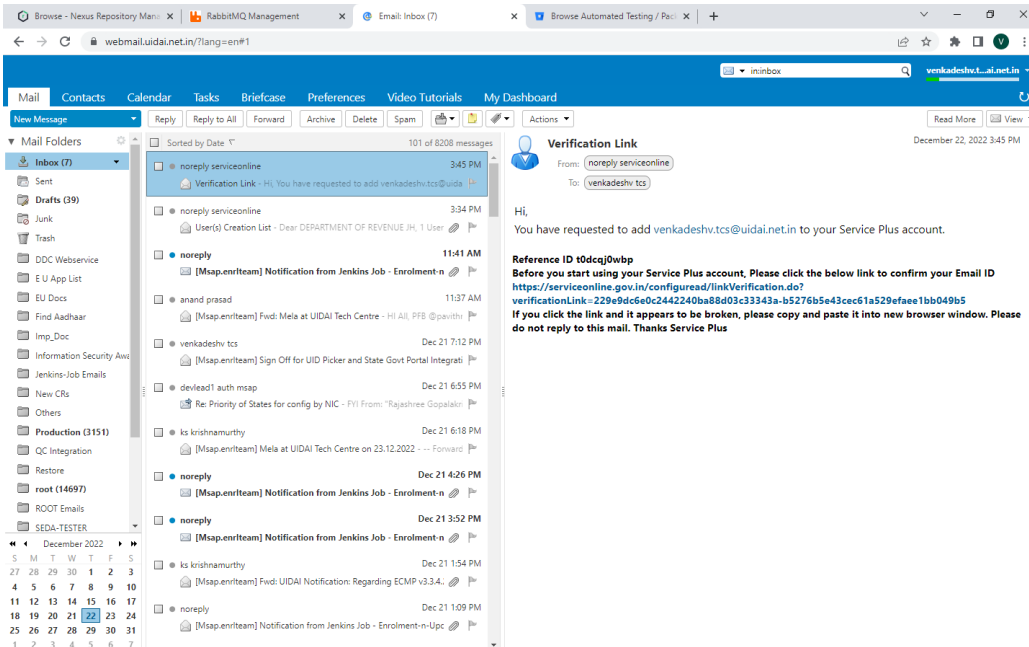 Browse - Nexus Repository Mana
RabbitMQ Management
Email: Inbox (7)
Browse Automated Testing / Pack
webmail.uidai.net.in/?lang=en#1
V
in:inbox
venkadeshv.t...ai.net.in
Mail Contacts Calendar Tasks Briefcase Preferences Video Tutorials My Dashboard
New Message
Reply Reply to All Forward Archive Delete Spam Actions Read More View
Mail Folders
Inbox (7)
Sent
Drafts (39)
Junk
Trash
DDC Webservice
E U App List
EU Docs
Find Aadhaar
Imp_Doc
Information Security Awa
Jenkins-Job Emails
New CRs
Others
Production (3151)
QC Integration
Restore
root (14697)
ROOT Emails
SEDA-TESTER
December 2022
S M T W T F S
27 28 29 30 1 2 3
4 5 6 7 8 9 10
11 12 13 14 15 16 17
18 19 20 21 22 23 24
25 26 27 28 29 30 31
1 2 3 4 5 6 7
Sorted by Date 101 of 8208 messages
noreply serviceonline 3:45 PM
Verification Link - Hi, You have requested to add venkadeshv.tcs@uida
noreply serviceonline 3:34 PM
User(s) Creation List - Dear DEPARTMENT OF REVENUE JH, 1 User
noreply 11:41 AM
[Msap.enrlteam] Notification from Jenkins Job - Enrolment-n
anand prasad 11:37 AM
[Msap.enrlteam] Fwd: Mela at UIDAI Tech Centre - HI All, PFB @pavithr
venkadeshv tcs Dec 21 7:12 PM
[Msap.enrlteam] Sign Off for UID Picker and State Govt Portal Integrati
devlead1 auth msap Dec 21 6:55 PM
Re: Priority of States for config by NIC - FYI From: "Rajashree Gopalakr
ks krishnamurthy Dec 21 6:18 PM
[Msap.enrlteam] Mela at UIDAI Tech Centre on 23.12.2022 - -- Forward
noreply Dec 21 4:26 PM
[Msap.enrlteam] Notification from Jenkins Job - Enrolment-n
noreply Dec 21 3:52 PM
[Msap.enrlteam] Notification from Jenkins Job - Enrolment-n
ks krishnamurthy Dec 21 1:54 PM
[Msap.enrlteam] Fwd: UIDAI Notification: Regarding ECMP v3.3.4..
noreply Dec 21 1:09 PM
[Msap.enrlteam] Notification from Jenkins Job - Enrolment-n-Upc
Verification Link
December 22, 2022 3:45 PM
From: noreply serviceonline
To: venkadeshv tcs
Hi,
You have requested to add venkadeshv.tcs@uidai.net.in to your Service Plus account.
Reference ID t0dcqj0wbp
Before you start using your Service Plus account, Please click the below link to confirm your Email ID
https://serviceonline.gov.in/configuread/linkVerification.do?
verificationLink=229e9dc6e0c2442240ba88d03c33343a-b5276b5e43cec61a529efaee1bb049b5
If you click the link and it appears to be broken, please copy and paste it into new browser window. Please
do not reply to this mail. Thanks Service Plus